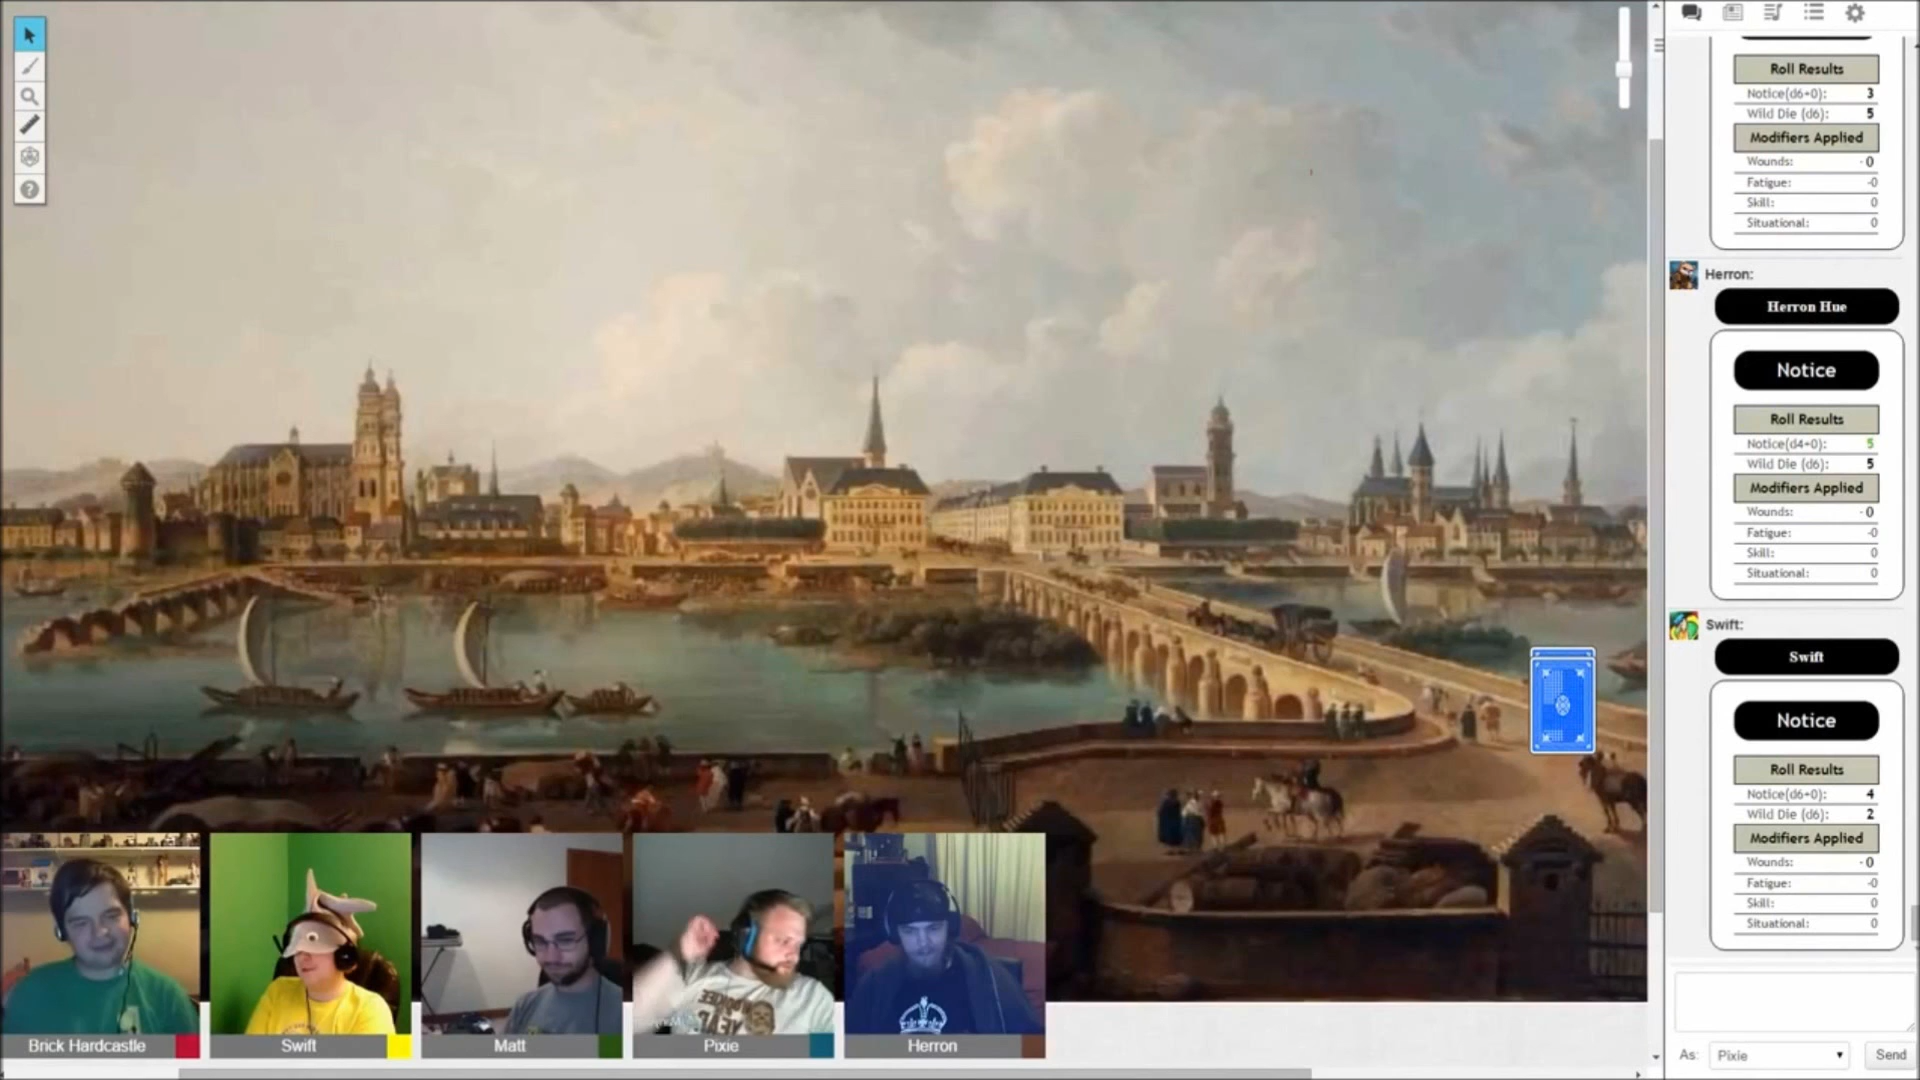 Roll Results
Notice(d6+0): 3
Wild Die (d6): 5
Modifiers Applied
Wounds: -0
Fatigue: -0
Skill: 0
Situational: 0
Herron:
Herron Hue
Notice
Roll Results
Notice(d4+0): 5
Wild Die (d6): 5
Modifiers Applied
Wounds: -0
Fatigue: -0
Skill: 0
Situational: 0
Swift:
Swift
Notice
Roll Results
Notice(d6+0): 4
Wild Die (d6): 2
Modifiers Applied
Wounds: -0
Fatigue: -0
Skill: 0
Situational: 0
As: Pixie Send
Brick Hardcastle
Swift
Matt
Pixie
Herron